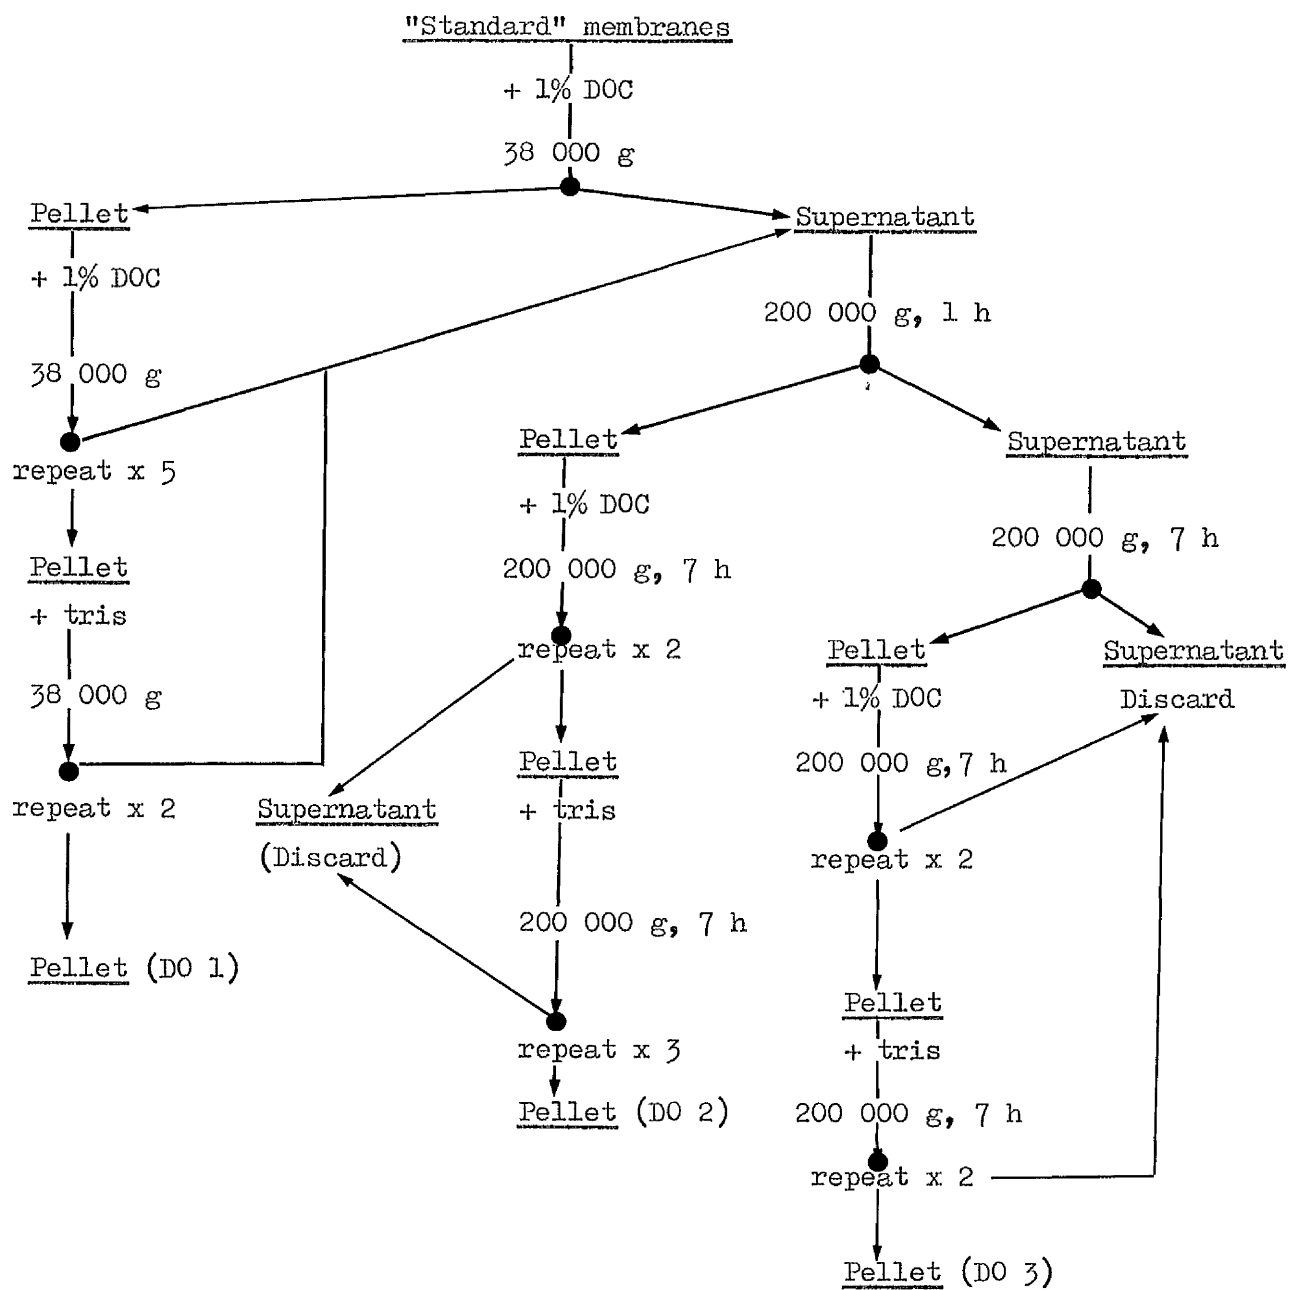 "Standard" membranes
+ 1% DOC
38 000 g
Pellet
+ 1% DOC
38 000 g
repeat x 5
Pellet
+ tris
38 000 g
repeat x 2
Pellet (DO 1)
Supernatant
200 000 g, 1 h
Pellet
+ 1% DOC
200 000 g, 7 h
repeat x 2
Supernatant
(Discard)
Pellet
+ tris
200 000 g, 7 h
repeat x 3
Pellet (DO 2)
Supernatant
200 000 g, 7 h
Pellet
+ 1% DOC
200 000 g, 7 h
repeat x 2
Supernatant
Discard
Pellet
+ tris
200 000 g, 7 h
repeat x 2
Pellet (DO 3)